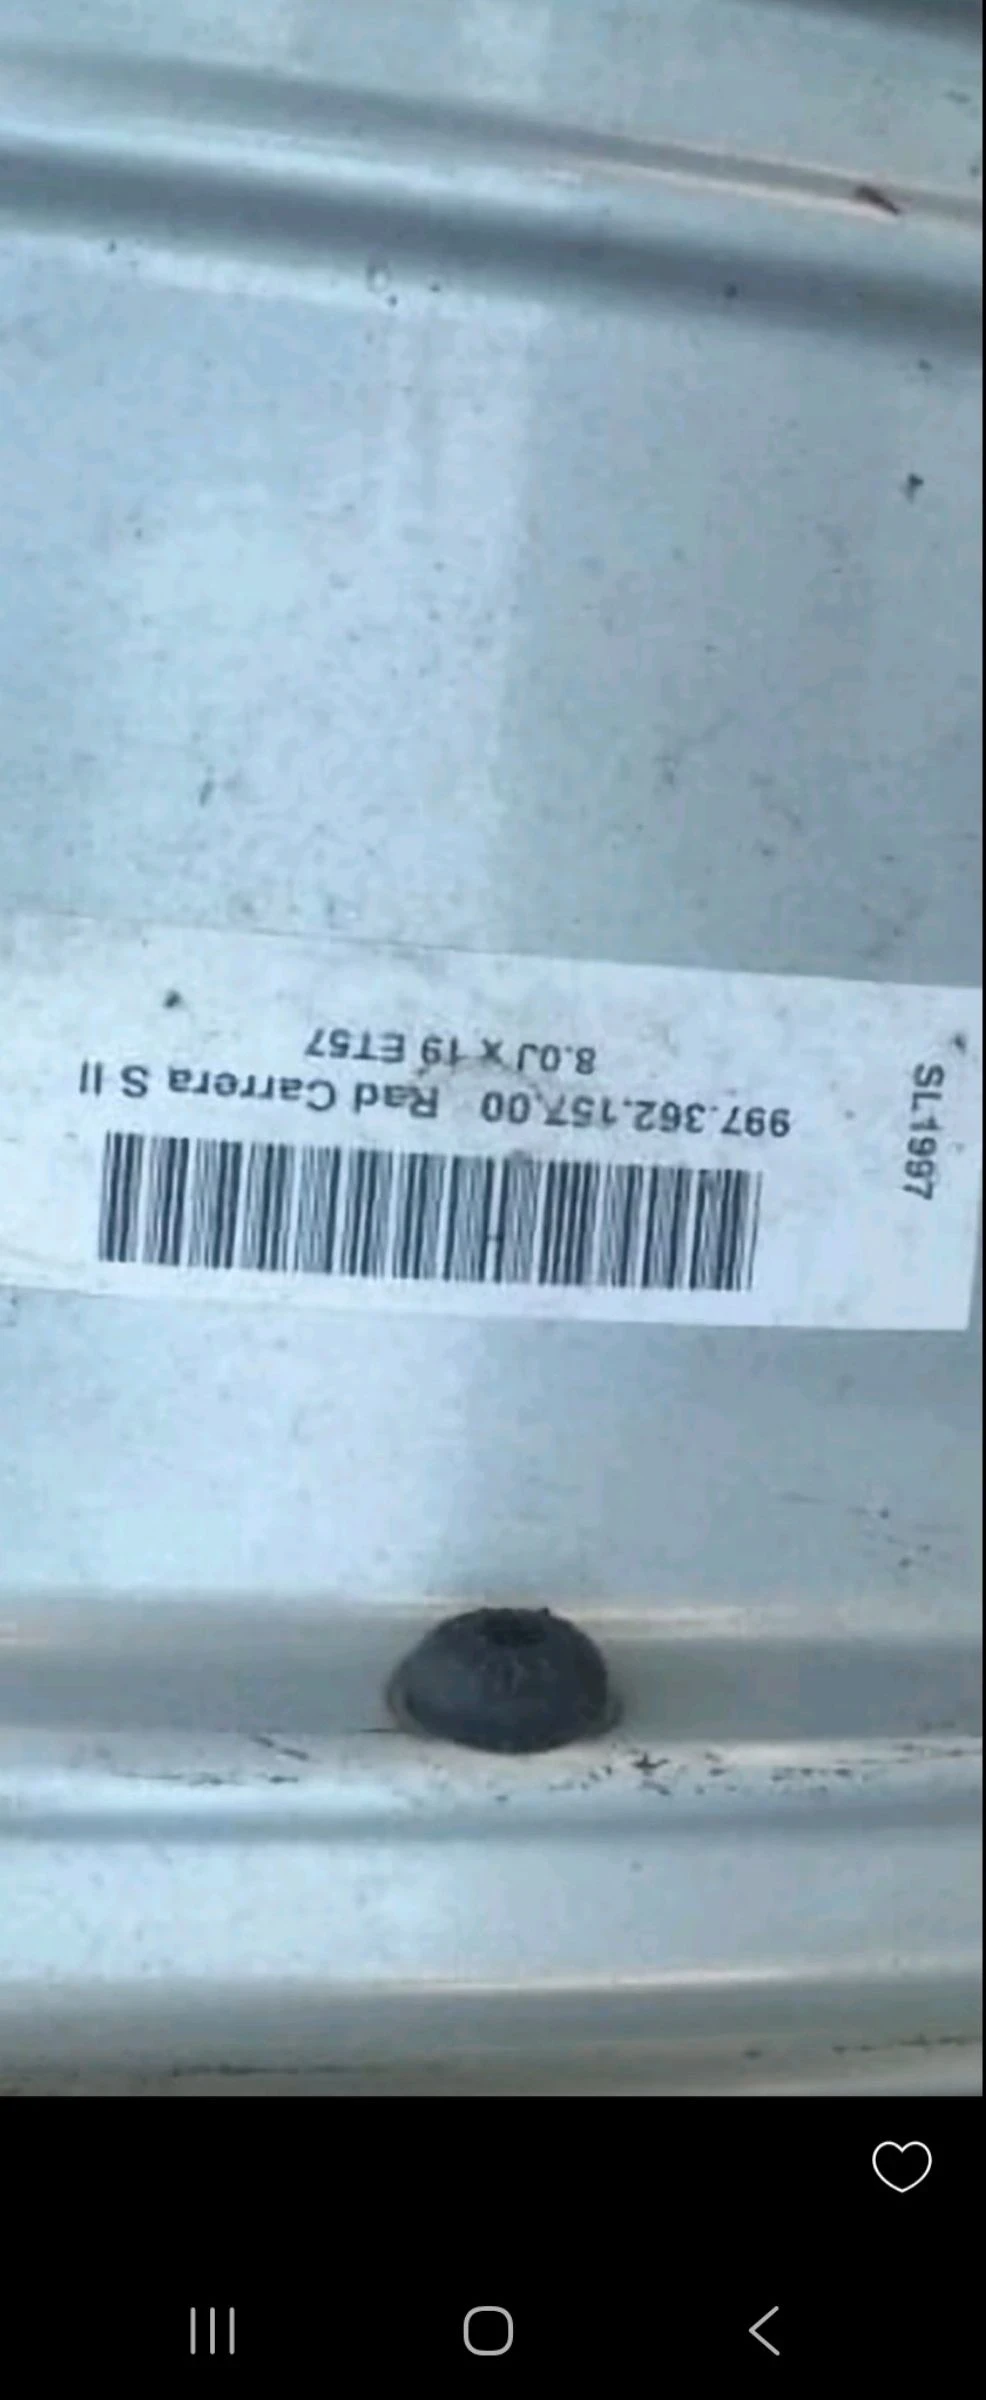 8.0J x 19 ET57
997.362.157.00 Rad Carrera S II
SL1997